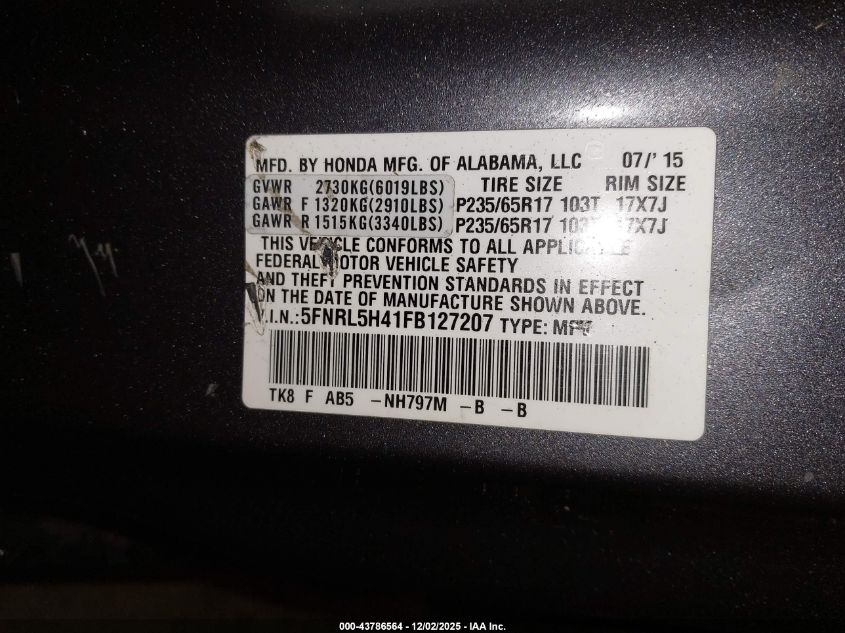 MFD. BY HONDA MFG. OF ALABAMA, LLC 07/'15
GVWR 2730KG(6019LBS) TIRE SIZE RIM SIZE
GAWR F 1320KG(2910LBS) P235/65R17 103T 17X7J
GAWR R 1515KG(3340LBS) P235/65R17 103T 17X7J
THIS VEHICLE CONFORMS TO ALL APPLICABLE
FEDERAL MOTOR VEHICLE SAFETY
AND THEFT PREVENTION STANDARDS IN EFFECT
ON THE DATE OF MANUFACTURE SHOWN ABOVE.
V.I.N.:5FNRL5H41FB127207 TYPE: MPV
TK8 F AB5 -NH797M -B -B
000-43786564 - 12/02/2025 - IAA Inc.